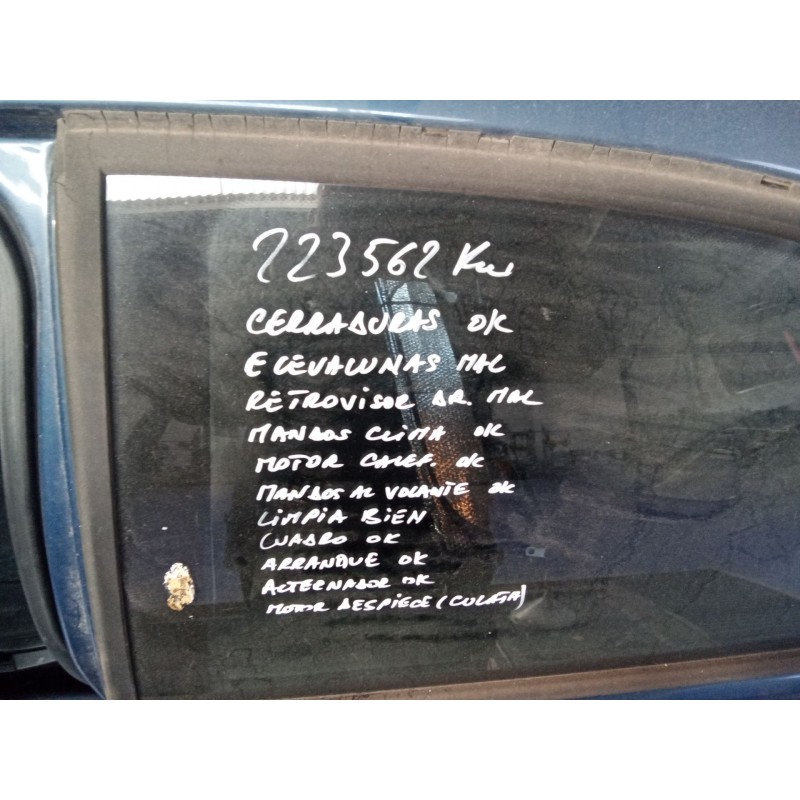 223562 Km
CERRADURAS OK
ELEVALUNAS MAL
RETROVISOR DR. MAL
MANDOS CLIMA OK
MOTOR CALEF. OK
MANDOS AL VOLANTE OK
LIMPIA BIEN
CUADRO OK
ARRANQUE OK
ALTERNADOR OK
MOTOR DESPIECE (CULATA)